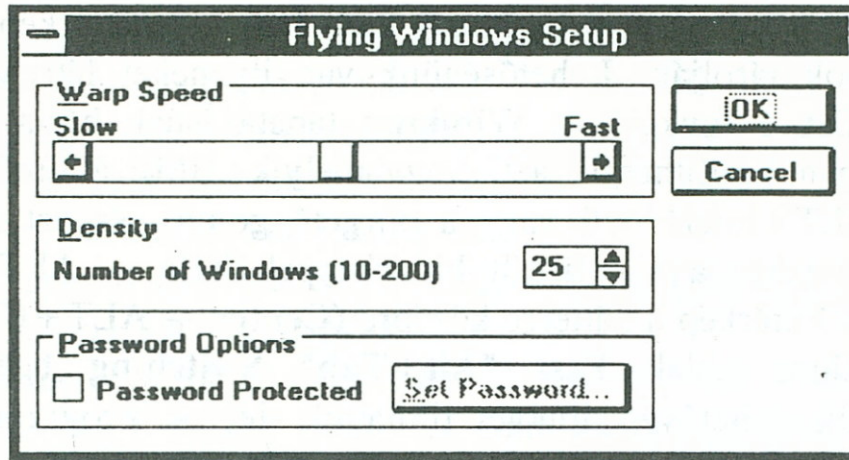 Flying Windows Setup
Warp Speed
Slow Fast
OK
Cancel
Density
Number of Windows (10-200) 25
Password Options
Password Protected Set Password...